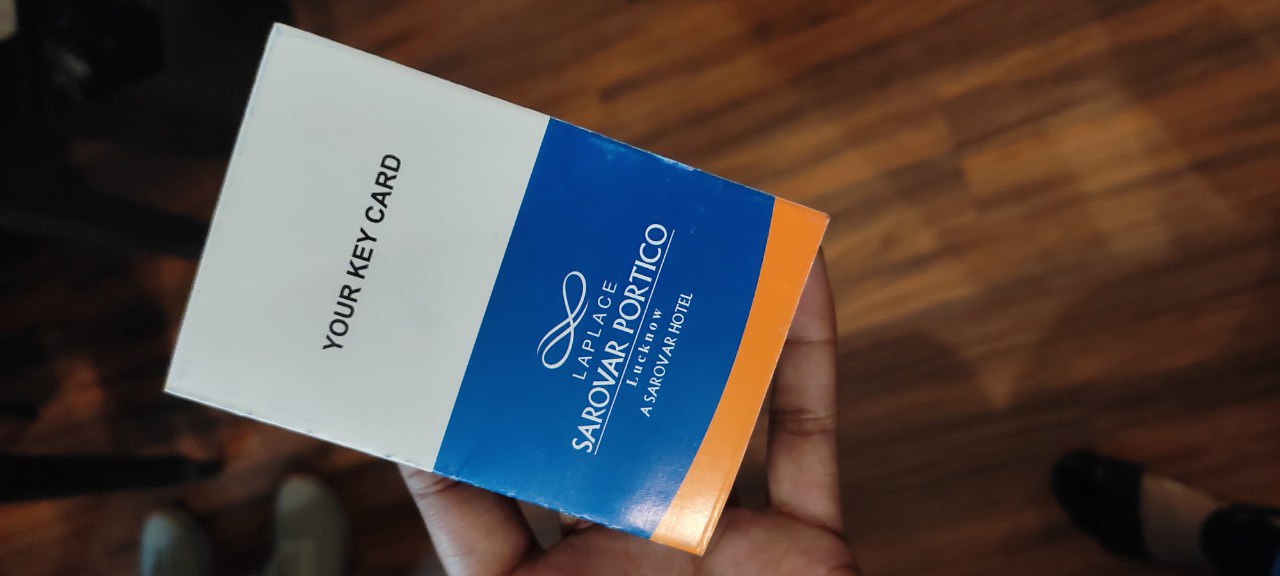 YOUR KEY CARD
LAPLACE
SAROVAR PORTICO
Lucknow
A SAROVAR HOTEL